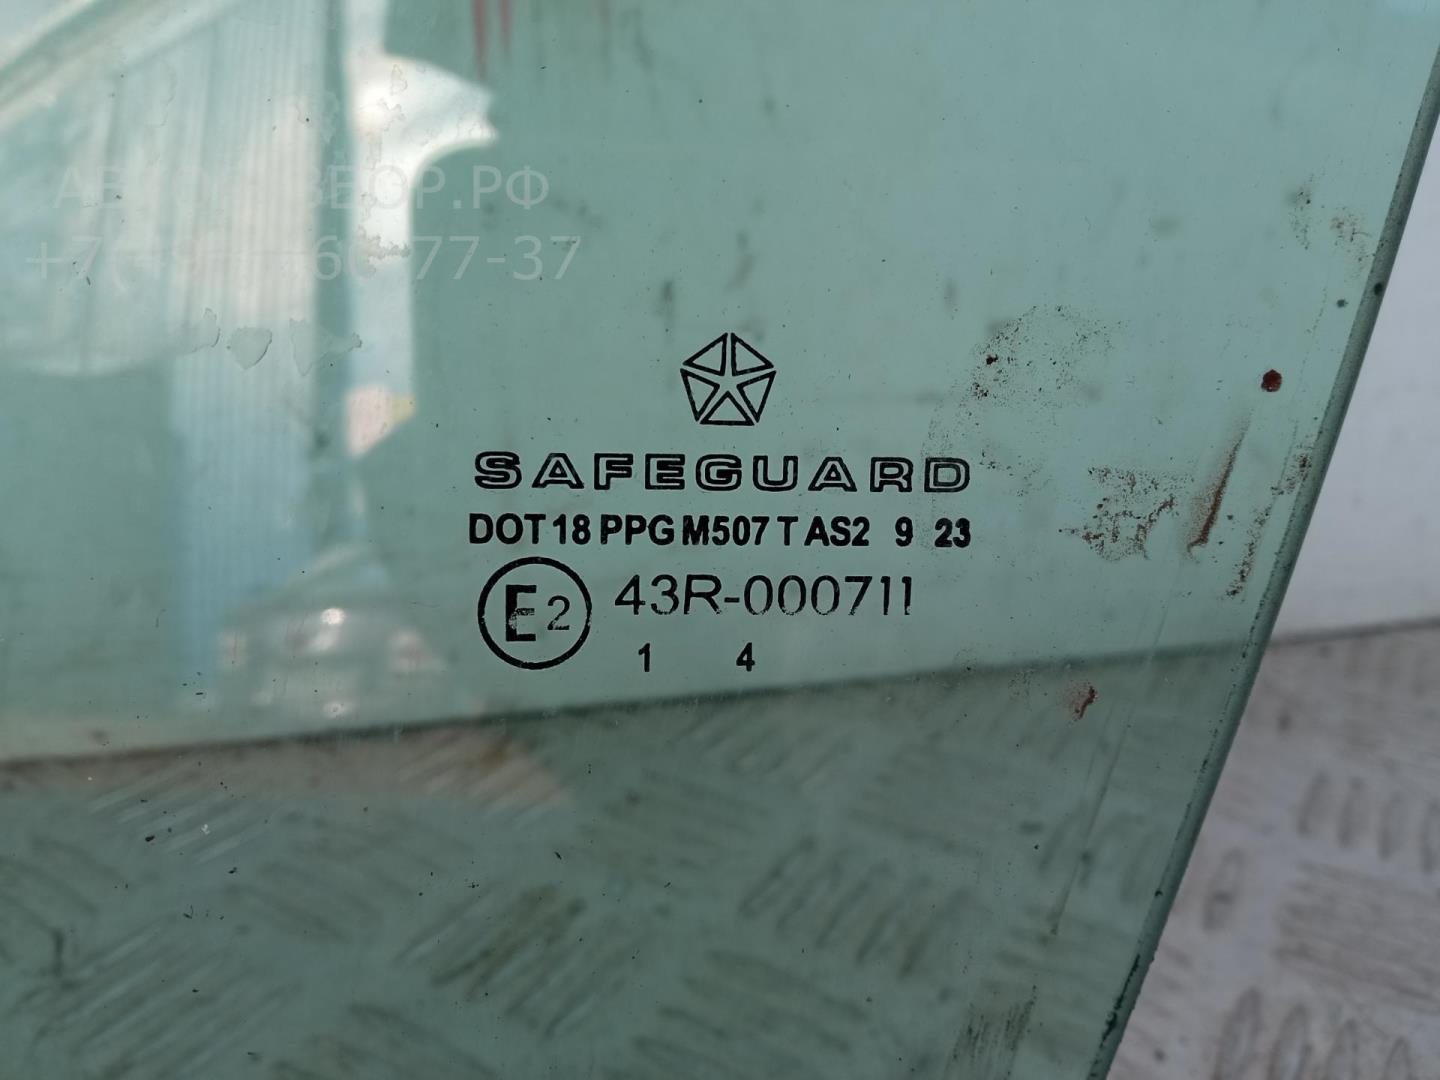 SAFEGUARD
DOT 18 PPG M507 T AS2 9 23
E2 43R-000711
1 4